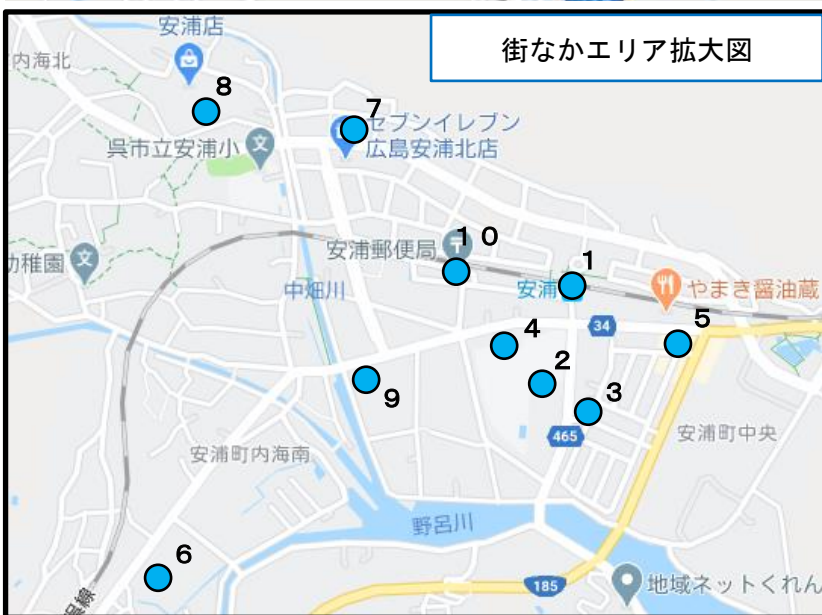 街なかエリア拡大図
安浦店
内海北
8
7
セブンイレブン
広島安浦北店
呉市立安浦小
文
10
安浦郵便局
幼稚園
文
中畑川
1
安浦
やまき醤油蔵
34
5
4
2
3
9
465
安浦町中央
安浦町内海南
野呂川
6
185
地域ネットくれん
呉線